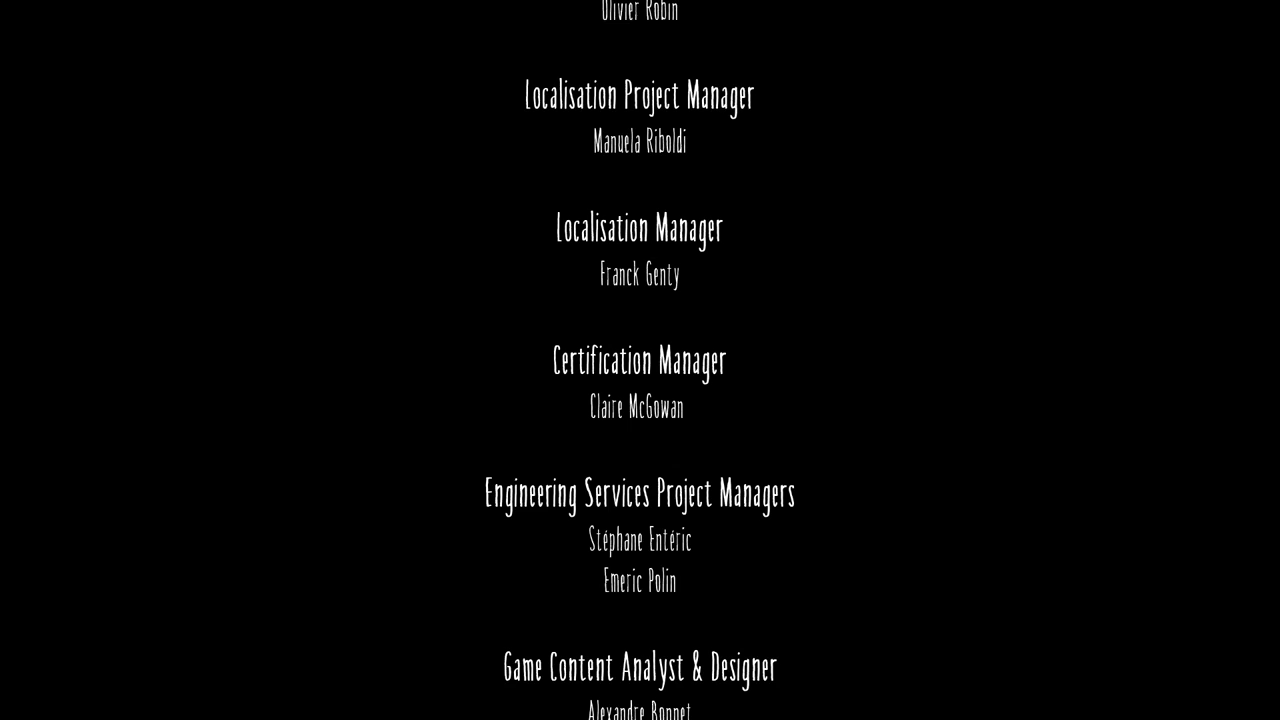 Olivier Robin
Localisation Project Manager
Manuela Riboldi
Localisation Manager
Franck Genty
Certification Manager
Claire McGowan
Engineering Services Project Managers
Stéphane Entéric
Emeric Polin
Game Content Analyst & Designer
Alexandre Bonnet